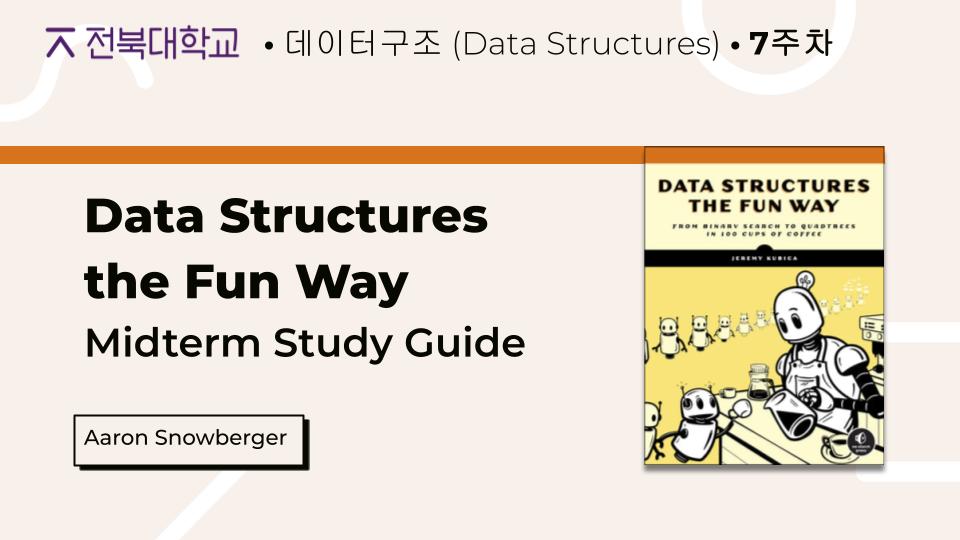 전북대학교 • 데이터구조 (Data Structures) • 7주차
Data Structures
the Fun Way
Midterm Study Guide
Aaron Snowberger
DATA STRUCTURES
THE FUN WAY
FROM BINARY SEARCH TO QUADTREES
IN 100 CUPS OF COFFEE
JEREMY KUBICA